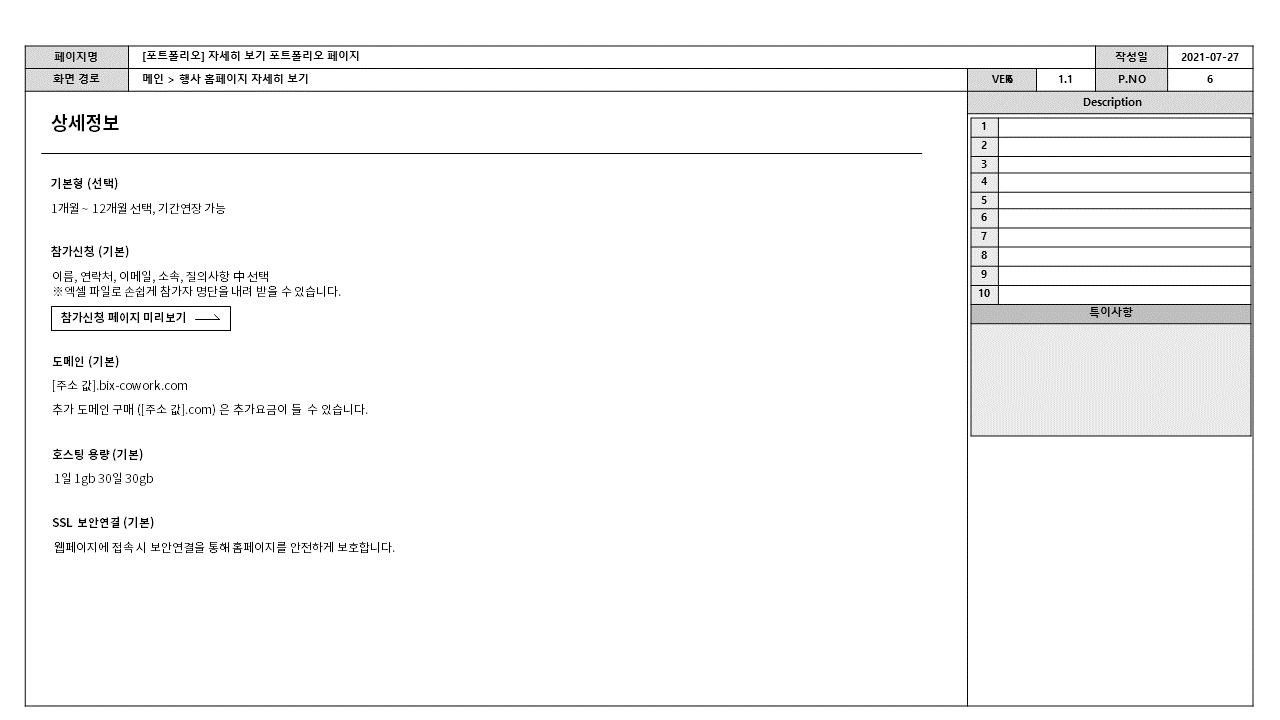 페이지명 [포트폴리오] 자세히 보기 포트폴리오 페이지 작성일 2021-07-27
화면 경로 메인 > 행사 홈페이지 자세히 보기 1.1 P.NO 6
Description
상세정보
기본형 (선택)
1개월 ~ 12개월 선택, 기간연장 가능
참가신청 (기본)
이름, 연락처, 이메일, 소속, 질의사항 中 선택
※엑셀 파일로 손쉽게 참가자 명단을 내려 받을 수 있습니다.
참가신청 페이지 미리보기
도메인 (기본)
[주소 값].bix-cowork.com
추가 도메인 구매 ([주소 값].com) 은 추가요금이 들 수 있습니다.
호스팅 용량 (기본)
1일 1gb 30일 30gb
SSL 보안연결 (기본)
웹페이지에 접속 시 보안연결을 통해 홈페이지를 안전하게 보호합니다.
1
2
3
4
5
6
7
8
9
10
특이사항